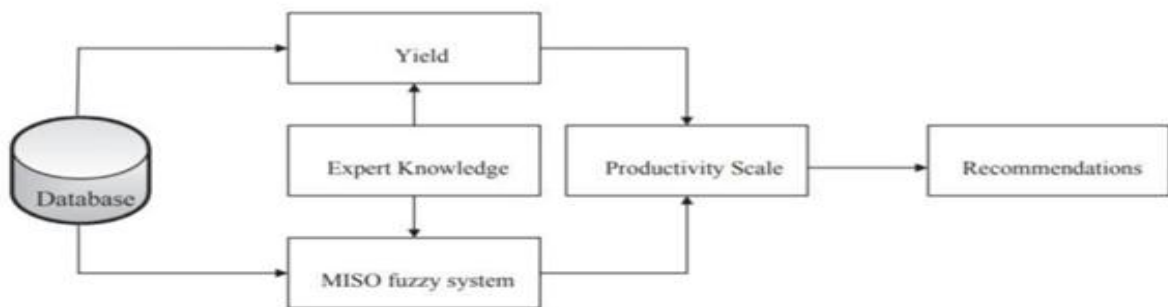 Yield
Expert Knowledge
Productivity Scale
Recommendations
Database
MISO fuzzy system